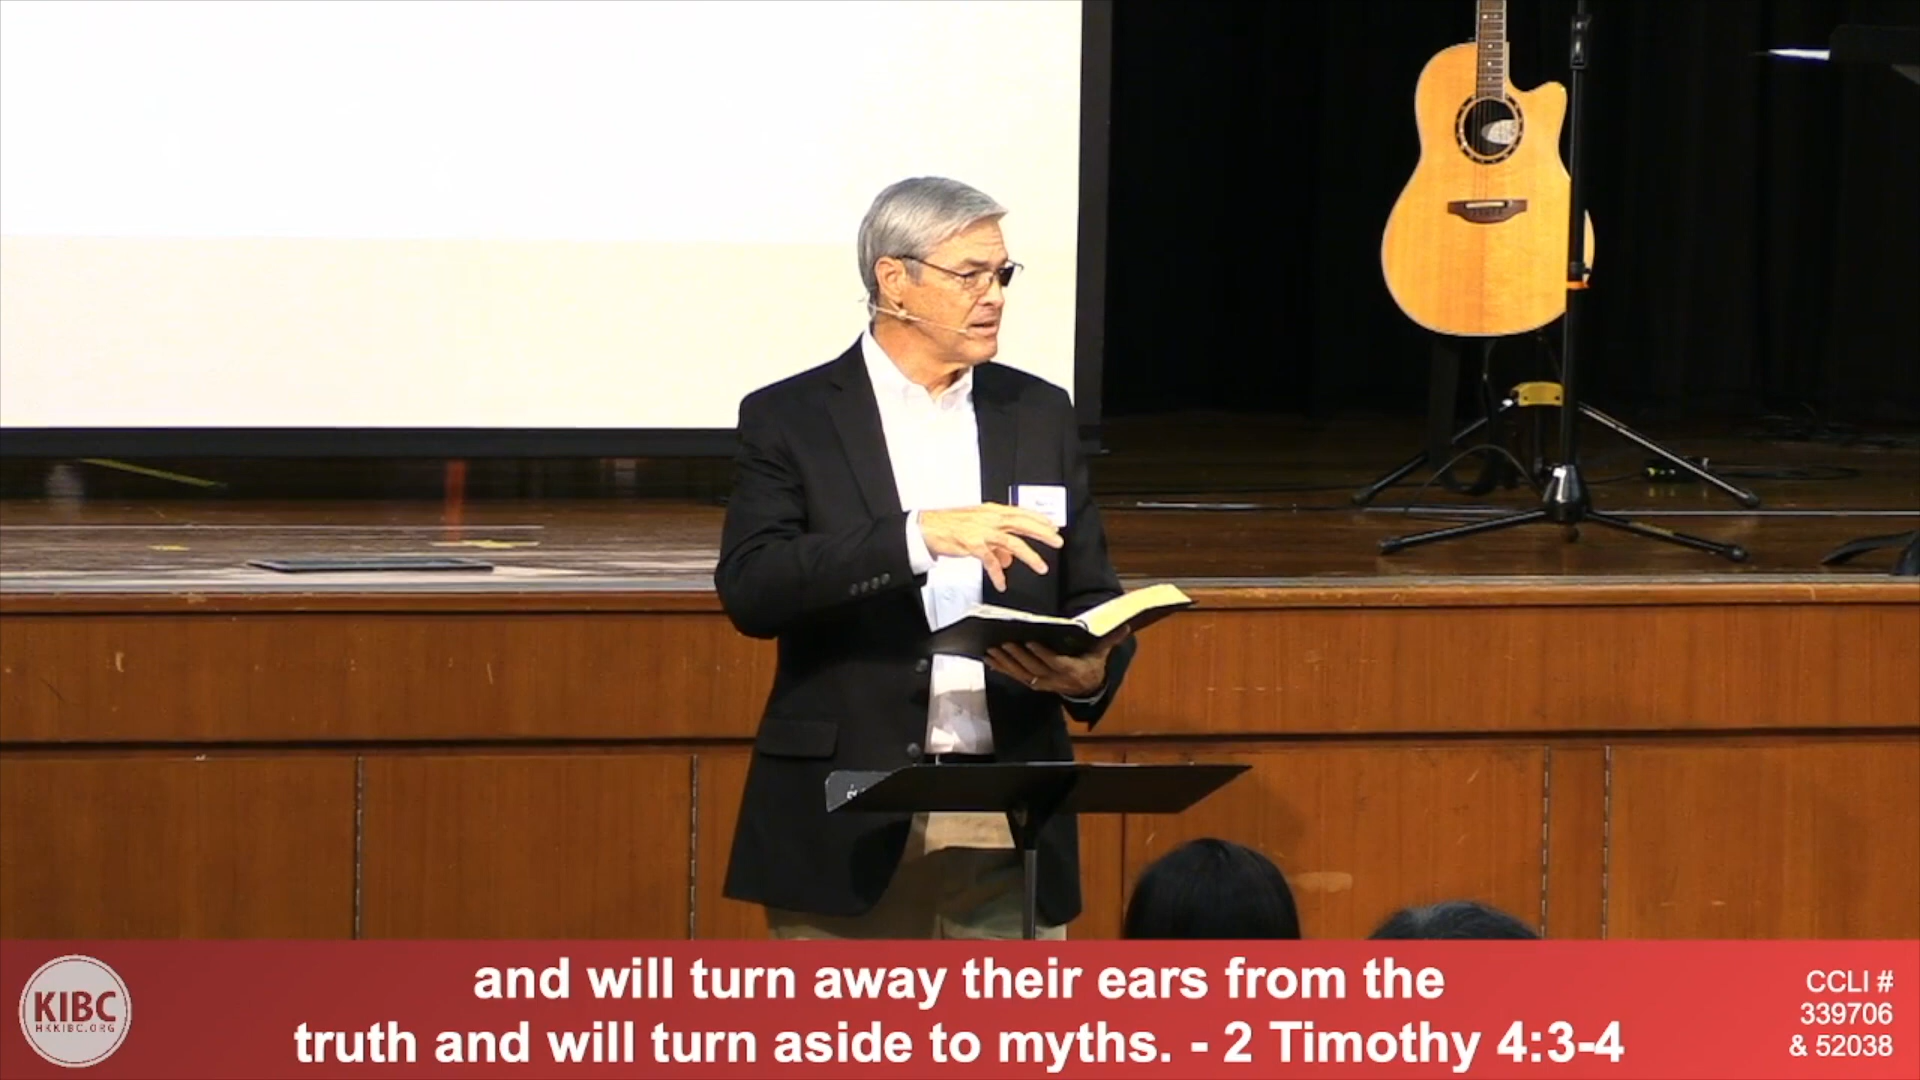 and will turn away their ears from the
truth and will turn aside to myths. - 2 Timothy 4:3-4
KIBC
HKKIBC.ORG
CCLI #
339706
& 52038